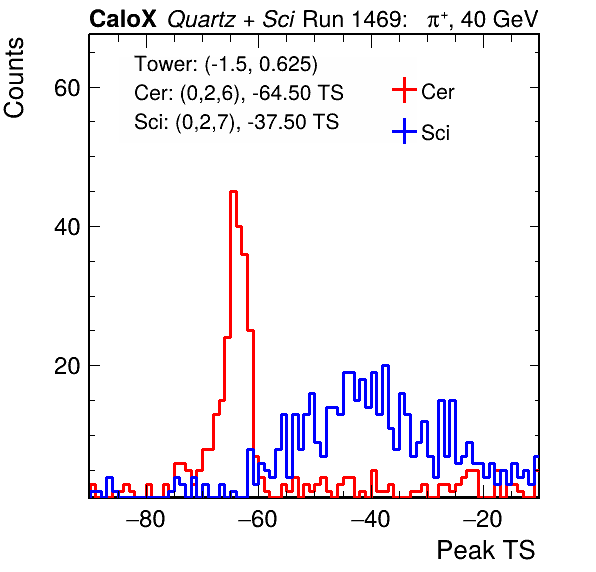 CaloX Quartz + Sci Run 1469: π⁺, 40 GeV
Counts
Tower: (-1.5, 0.625)
Cer: (0,2,6), -64.50 TS
Sci: (0,2,7), -37.50 TS
Cer
Sci
60
40
20
−80 −60 −40 −20
Peak TS